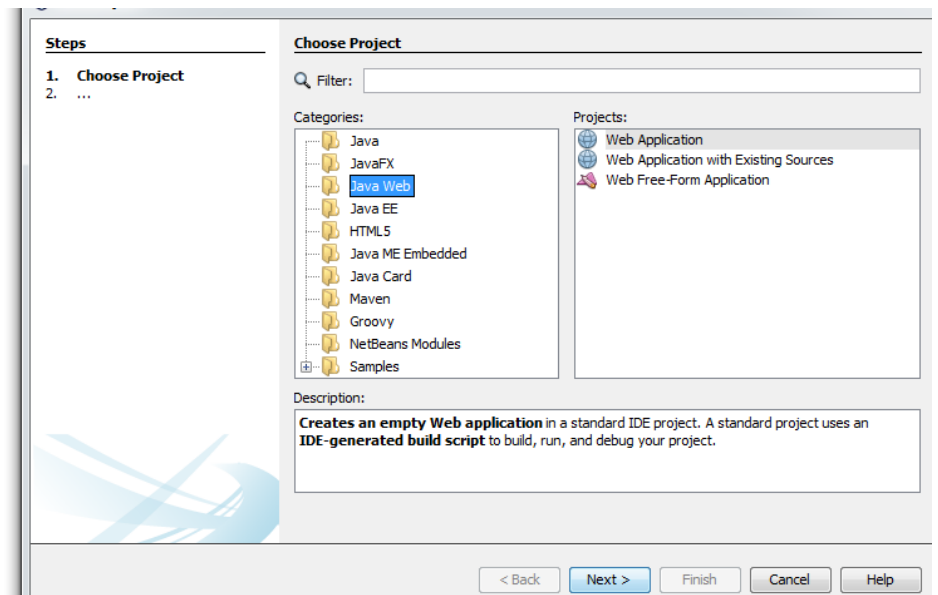 Steps
1. Choose Project
2. ...
Choose Project
Filter:
Categories:
Java
JavaFX
Java Web
Java EE
HTML5
Java ME Embedded
Java Card
Maven
Groovy
NetBeans Modules
Samples
Projects:
Web Application
Web Application with Existing Sources
Web Free-Form Application
Description:
Creates an empty Web application in a standard IDE project. A standard project uses an
IDE-generated build script to build, run, and debug your project.
< Back
Next >
Finish
Cancel
Help